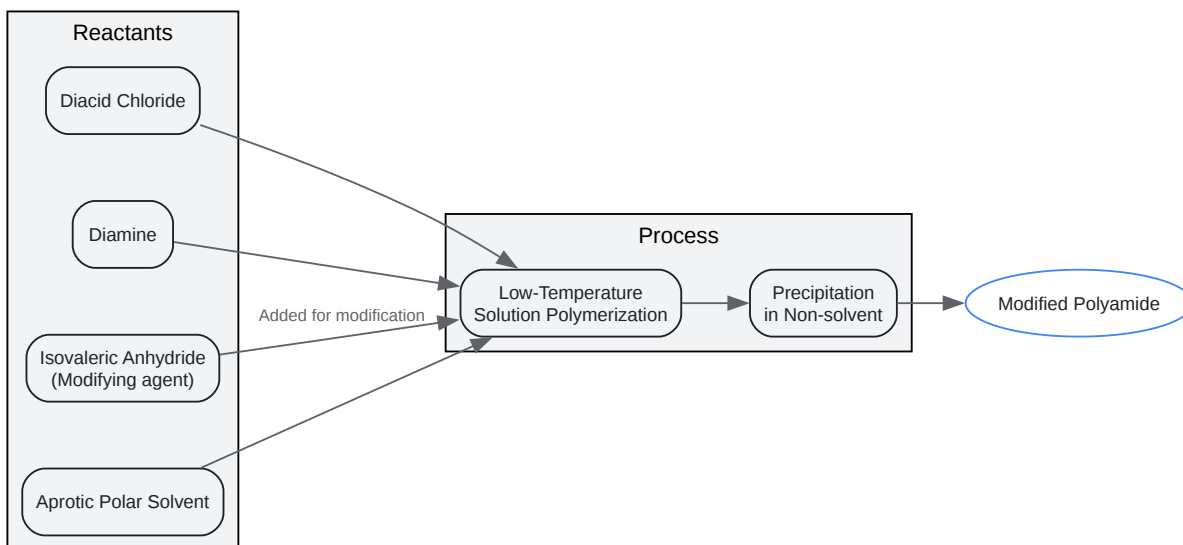 Reactants
Diacid Chloride
Diamine
Isovaleric Anhydride
(Modifying agent)
Aprotic Polar Solvent
Added for modification
Process
Low-Temperature
Solution Polymerization
Precipitation
in Non-solvent
Modified Polyamide